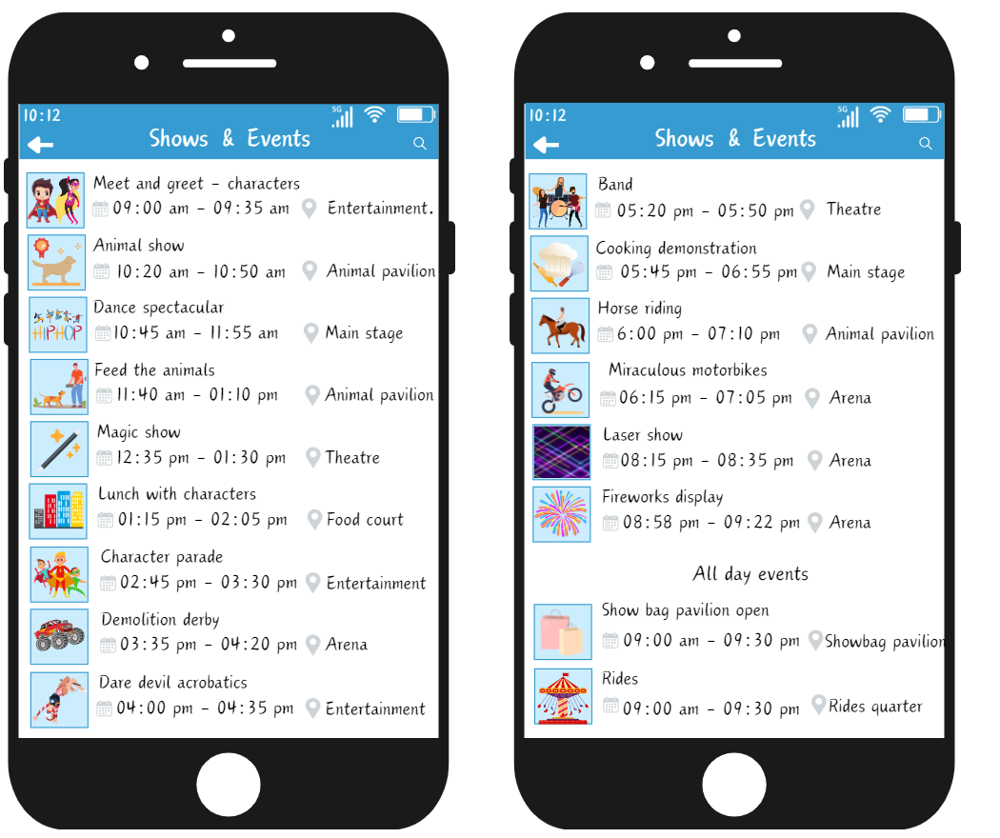 10:12
5G
Shows & Events
Meet and greet - characters
09:00 am - 09:35 am Entertainment.
Animal show
10:20 am - 10:50 am Animal pavilion
Dance spectacular
HIPHOP
10:45 am - 11:55 am Main stage
Feed the animals
11:40 am - 01:10 pm Animal pavilion
Magic show
12:35 pm - 01:30 pm Theatre
Lunch with characters
01:15 pm - 02:05 pm Food court
Character parade
02:45 pm - 03:30 pm Entertainment
Demolition derby
03:35 pm - 04:20 pm Arena
Dare devil acrobatics
04:00 pm - 04:35 pm Entertainment
10:12
5G
Shows & Events
Band
05:20 pm - 05:50 pm Theatre
Cooking demonstration
05:45 pm - 06:55 pm Main stage
Horse riding
6:00 pm - 07:10 pm Animal pavilion
Miraculous motorbikes
06:15 pm - 07:05 pm Arena
Laser show
08:15 pm - 08:35 pm Arena
Fireworks display
08:58 pm - 09:22 pm Arena
All day events
Show bag pavilion open
09:00 am - 09:30 pm Showbag pavilion
Rides
09:00 am - 09:30 pm Rides quarter